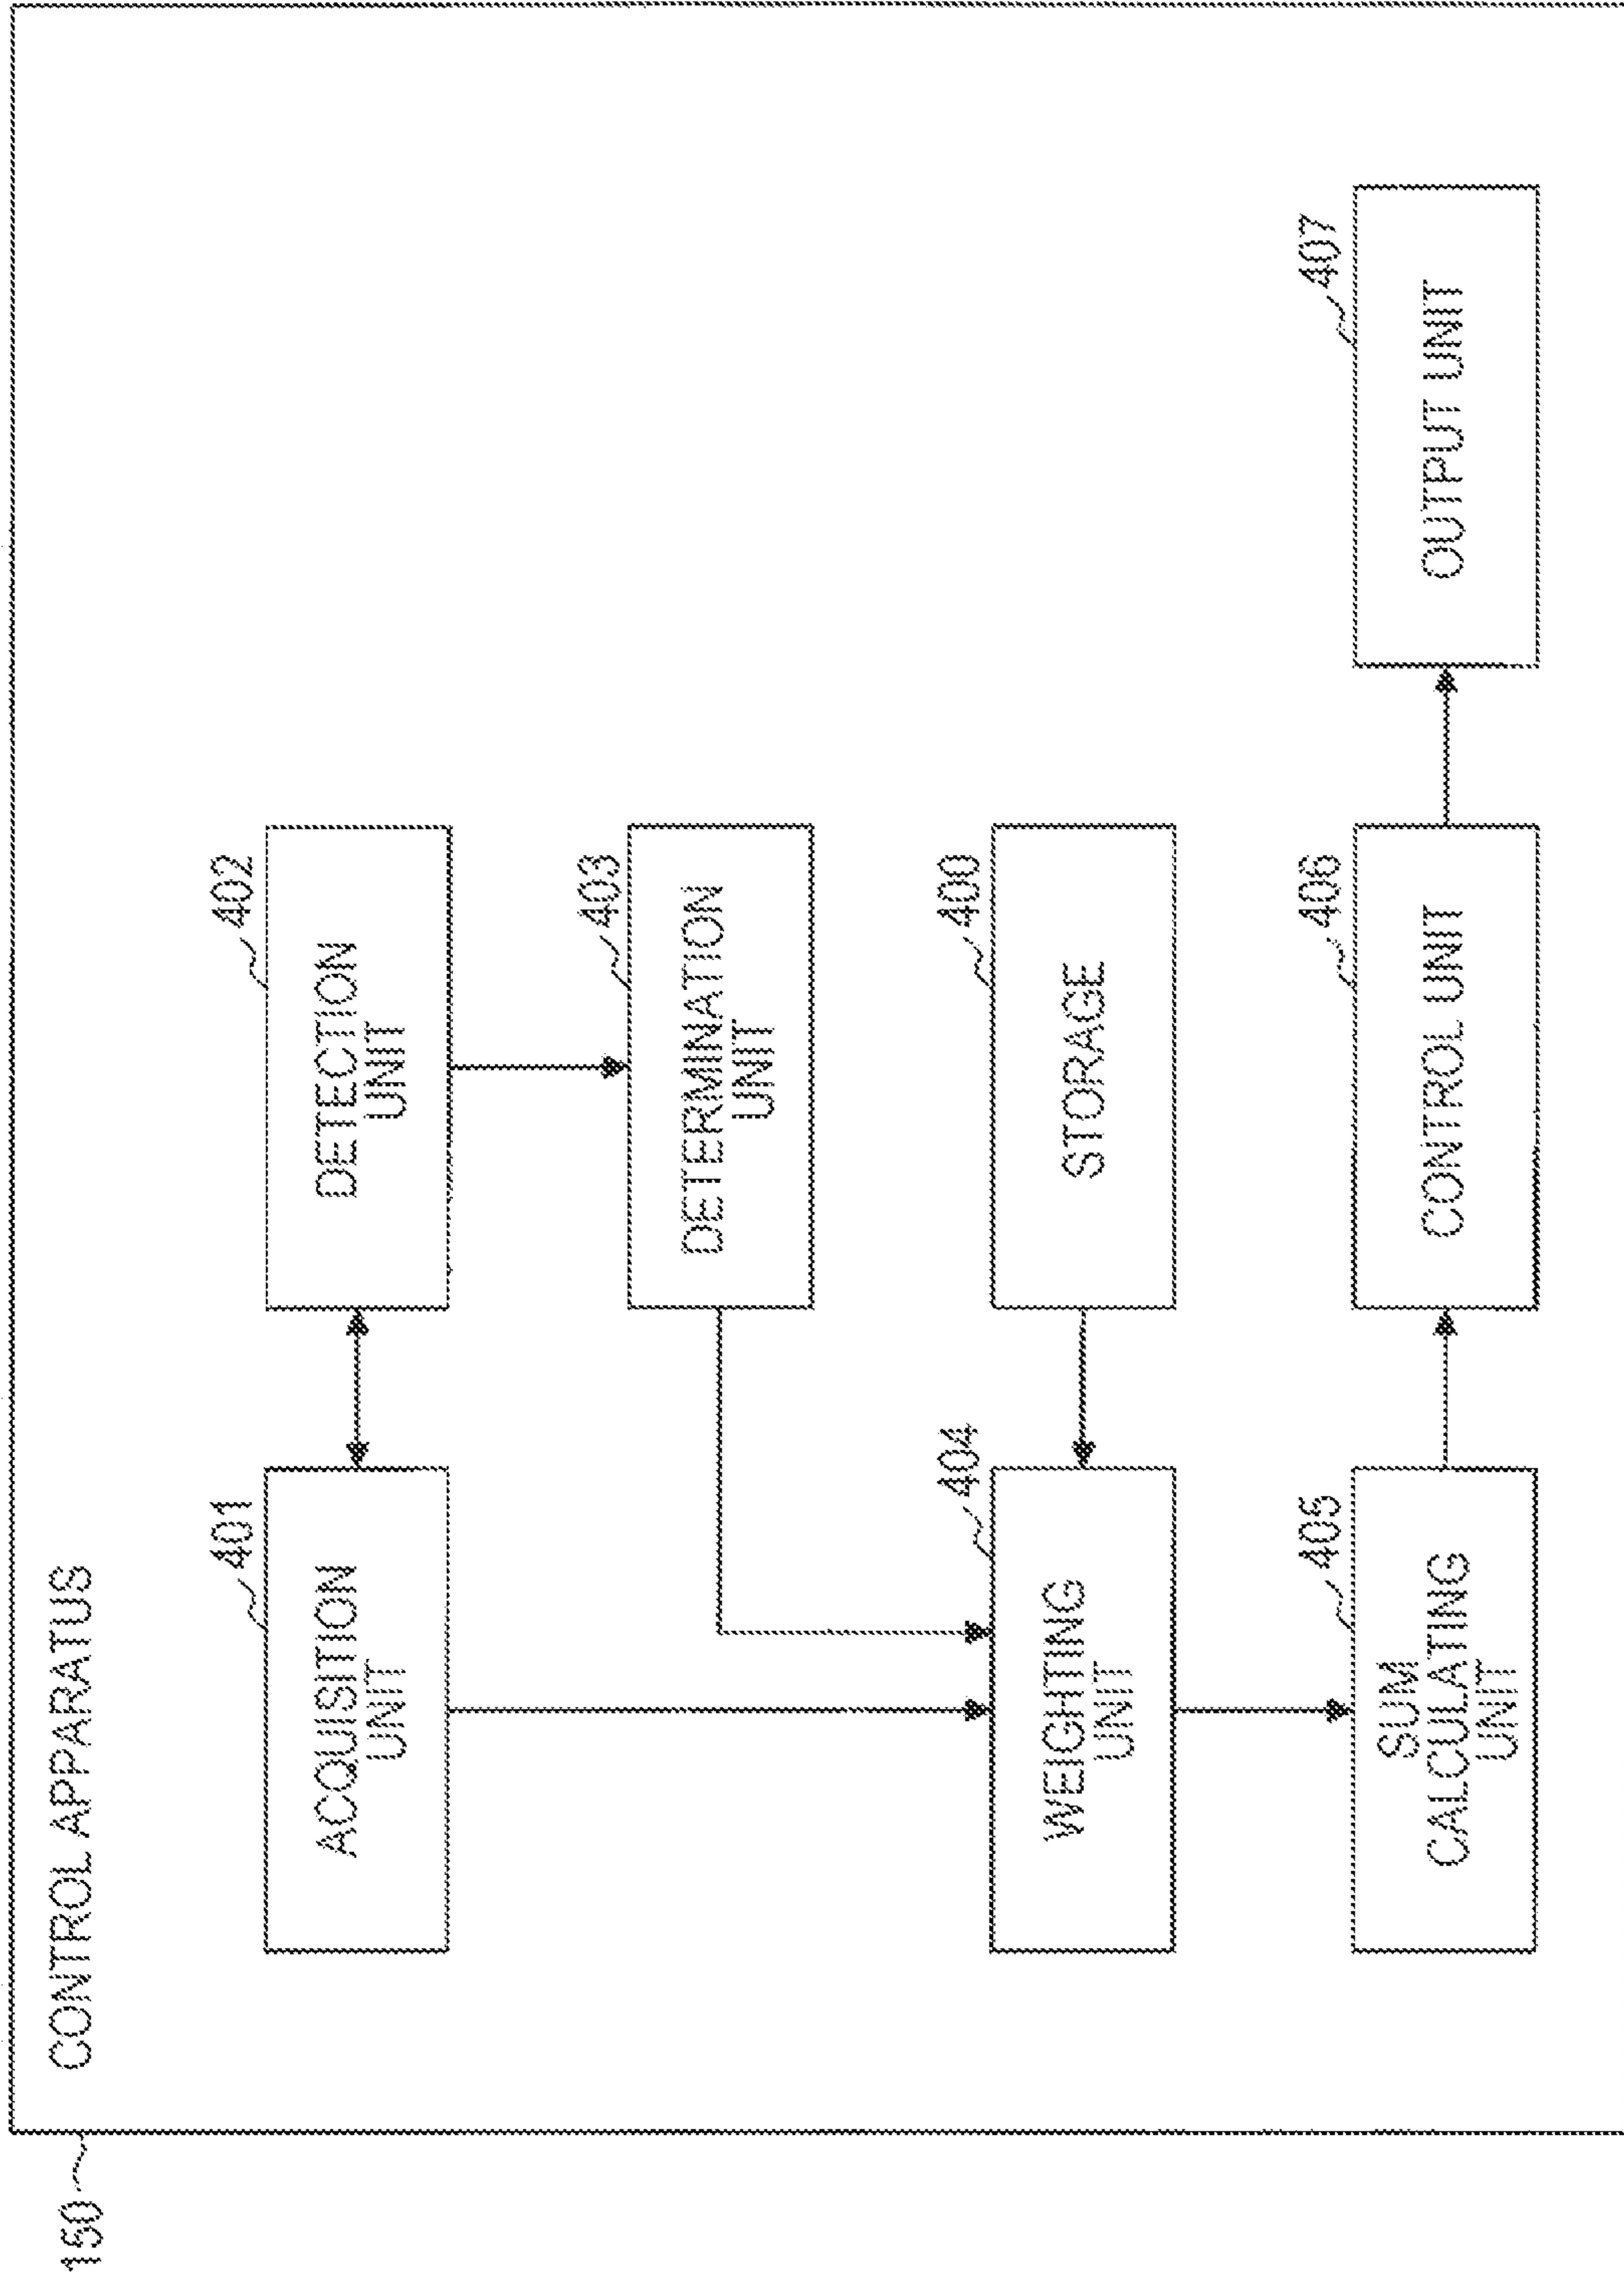 150
CONTROL APPARATUS
401
ACQUISITION
UNIT
402
DETECTION
UNIT
403
DETERMINATION
UNIT
404
WEIGHTING
UNIT
400
STORAGE
405
SUM
CALCULATING
UNIT
406
CONTROL UNIT
407
OUTPUT UNIT